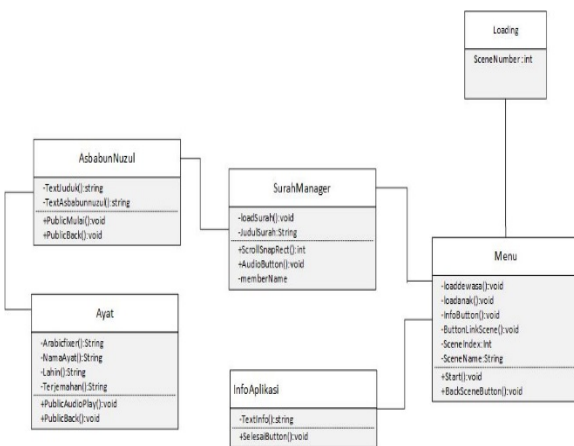 Loading
SceneNumber : int
AsbabunNuzul
-TextJuduk():string
-TextAsbabunnuzul():string
+PublicMulai():void
+PublicBack():void
SurahManager
-loadSurah():void
-JudulSurah:String
+ScrollSnapRect():int
+AudioButton():void
-memberName
Menu
-loaddewasa():void
-loadanak():void
-InfoButton():void
-ButtonLinkScene():void
-SceneIndex:Int
-SceneName:String
+Start():void
+BackSceneButton():void
Ayat
-Arabicfixer():String
-NamaAyat():String
-Lahin():String
-Terjemahan():String
+PublicAudioPlay():void
+PublicBack():void
InfoAplikasi
-TextInfo():string
+SelesaiButton():void